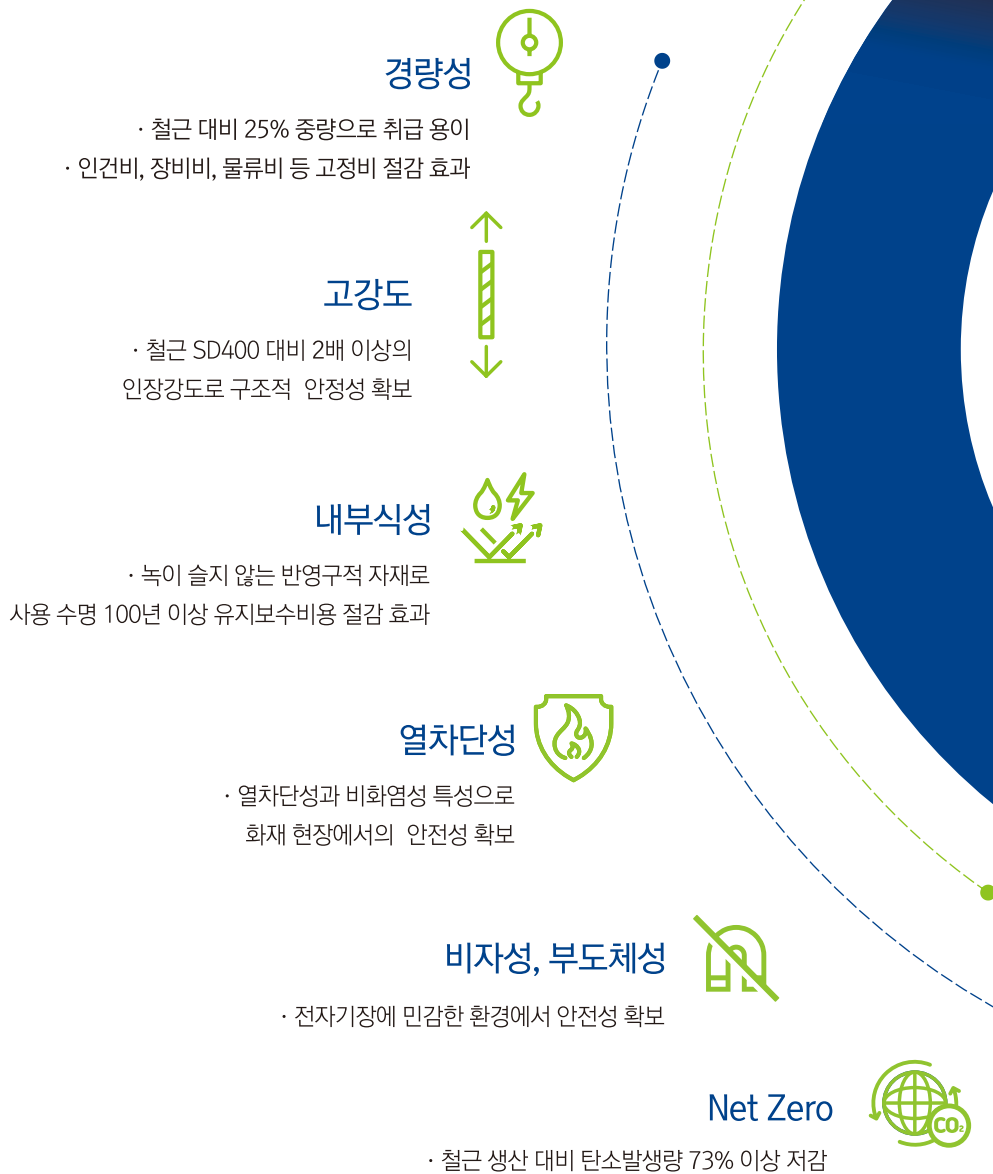 경량성
· 철근 대비 25% 중량으로 취급 용이
· 인건비, 장비비, 물류비 등 고정비 절감 효과
고강도
· 철근 SD400 대비 2배 이상의
인장강도로 구조적 안정성 확보
내부식성
· 녹이 슬지 않는 반영구적 자재로
사용 수명 100년 이상 유지보수비용 절감 효과
열차단성
· 열차단성과 비화염성 특성으로
화재 현장에서의 안전성 확보
비자성, 부도체성
· 전자기장에 민감한 환경에서 안전성 확보
Net Zero
CO₂
· 철근 생산 대비 탄소발생량 73% 이상 저감